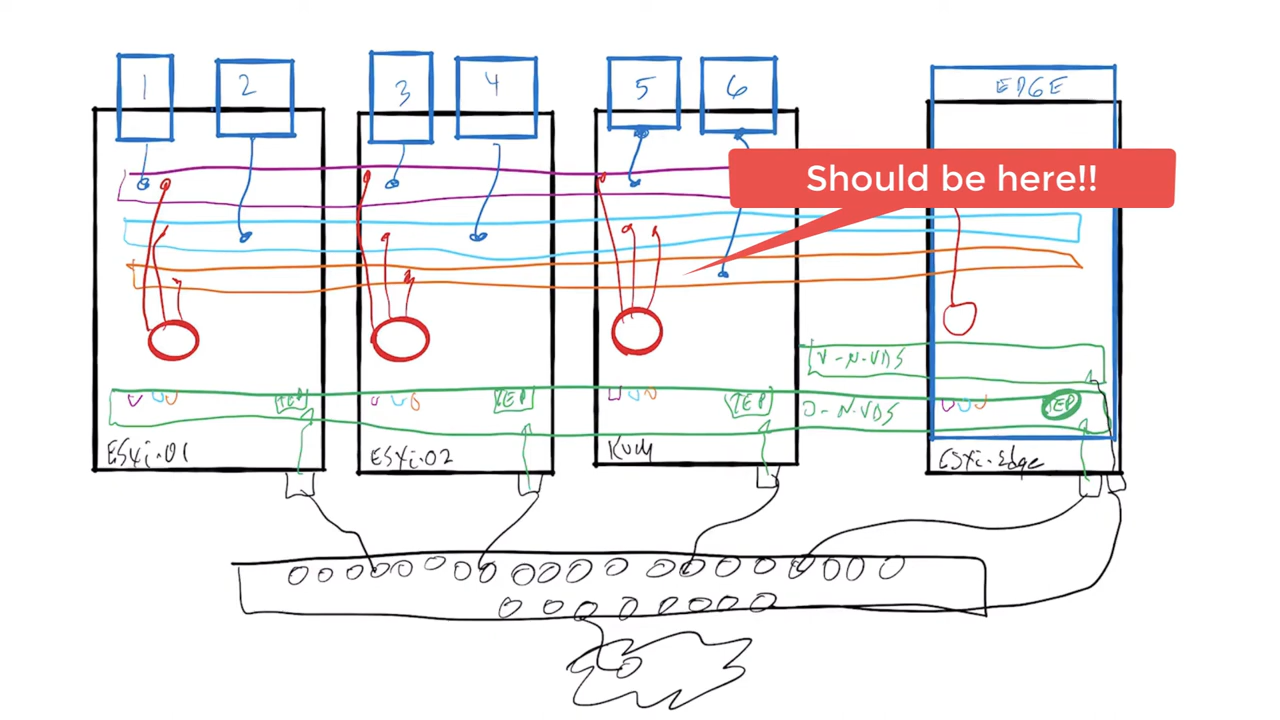 1
2
3
4
5
6
EDGE
Should be here!!
V-N-VDS
TEP
TEP
TEP
O-N-VDS
TEP
ESXi-01
ESXi-02
KVM
ESXi-Edge